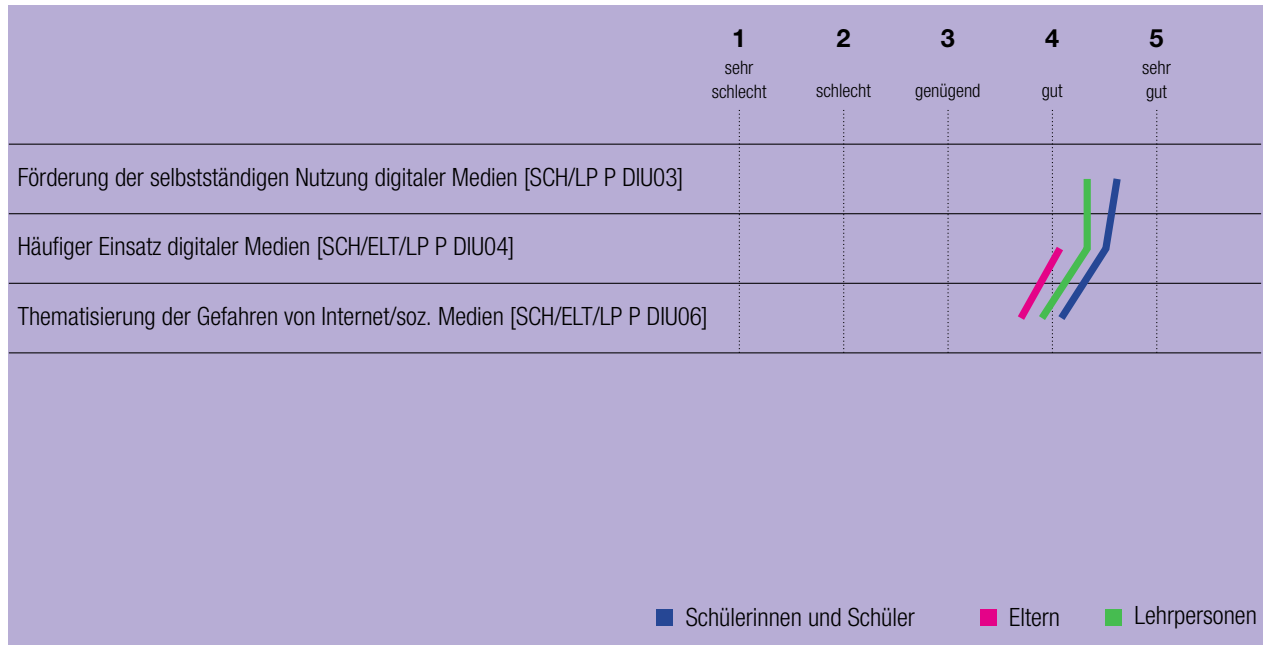 1 2 3 4 5
sehr sehr
schlecht schlecht genügend gut gut
Förderung der selbstständigen Nutzung digitaler Medien [SCH/LP P DIU03]
Häufiger Einsatz digitaler Medien [SCH/ELT/LP P DIU04]
Thematisierung der Gefahren von Internet/soz. Medien [SCH/ELT/LP P DIU06]
Schülerinnen und Schüler Eltern Lehrpersonen